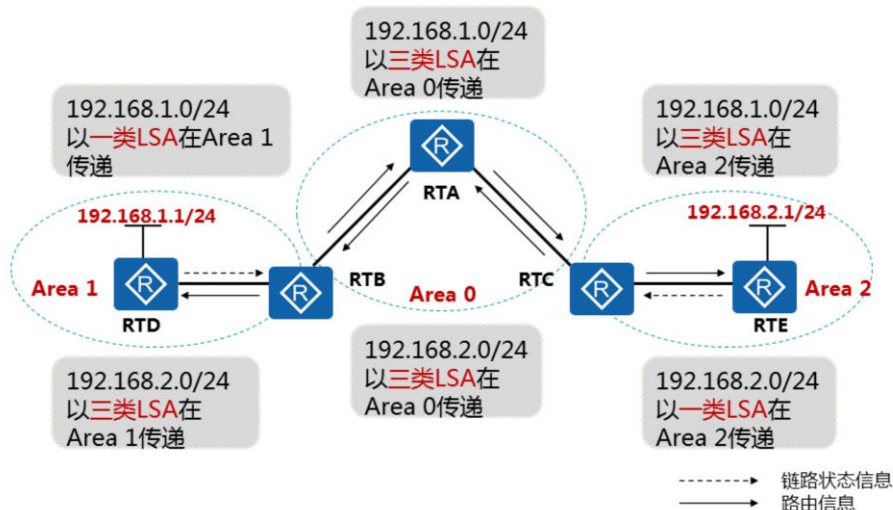 192.168.1.0/24
以三类LSA在
Area 0传递
192.168.1.0/24
以一类LSA在Area 1
传递
192.168.1.0/24
以三类LSA在
Area 2传递
R
RTA
192.168.1.1/24
192.168.2.1/24
Area 1
R
RTD
R
RTB
Area 0
RTC
R
R
RTE
Area 2
192.168.2.0/24
以三类LSA在
Area 1传递
192.168.2.0/24
以三类LSA在
Area 0传递
192.168.2.0/24
以一类LSA在
Area 2传递
链路状态信息
路由信息